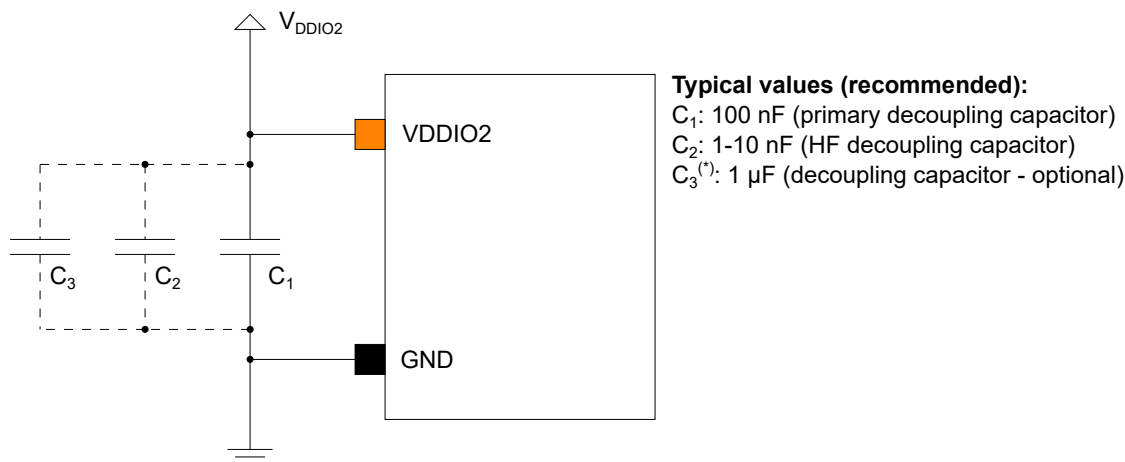 V_DDIO2
Typical values (recommended):
C₁: 100 nF (primary decoupling capacitor)
C₂: 1-10 nF (HF decoupling capacitor)
C₃⁽*⁾: 1 µF (decoupling capacitor - optional)
VDDIO2
C₃
C₂
C₁
GND